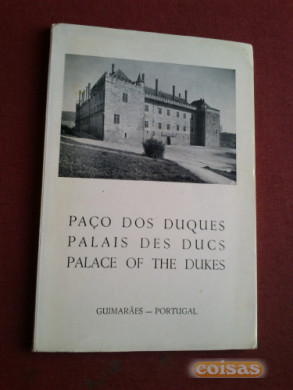 PAÇO DOS DUQUES
PALAIS DES DUCS
PALACE OF THE DUKES
GUIMARÃES — PORTUGAL
coisas